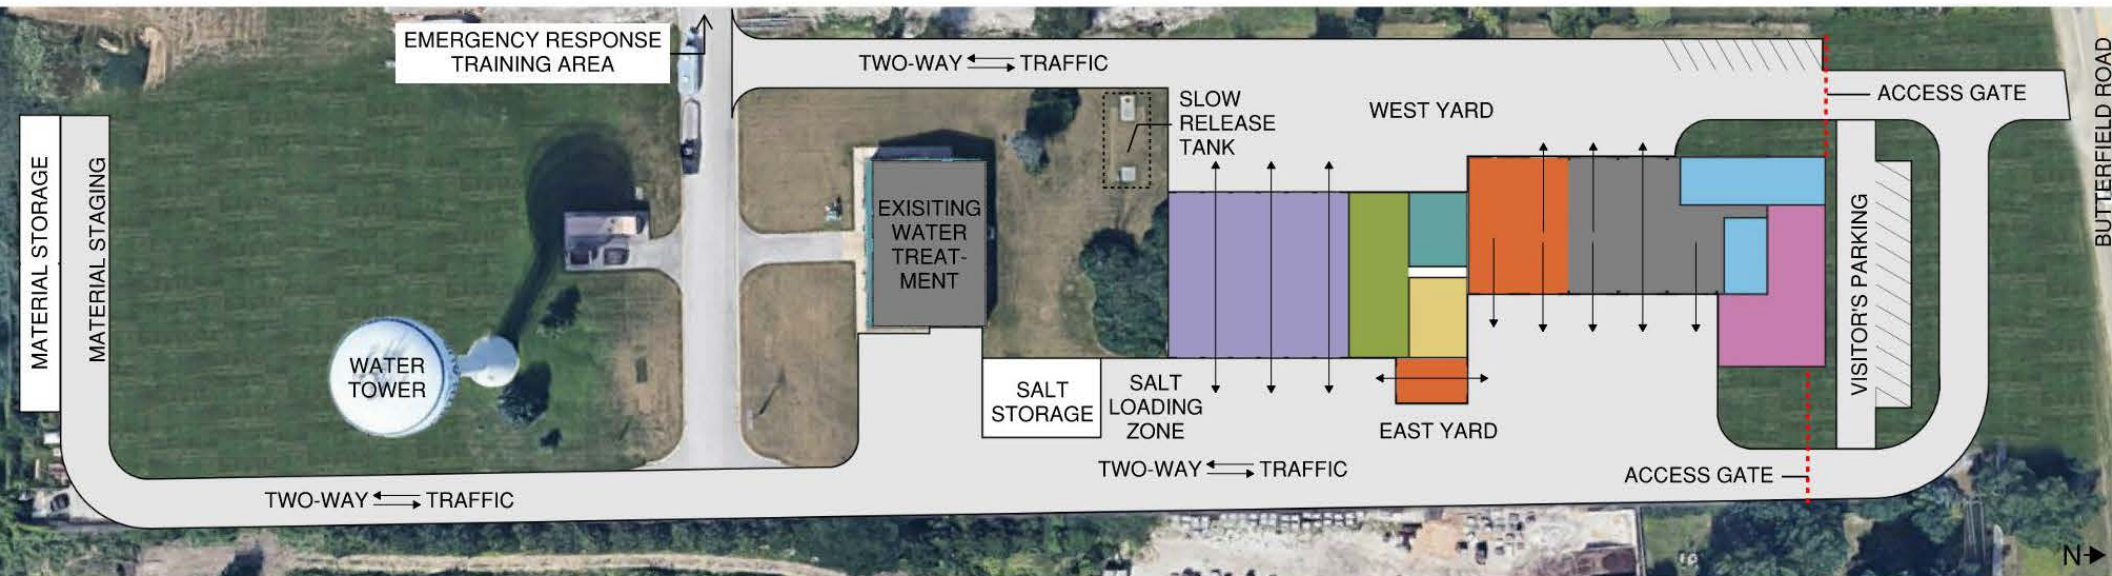 EMERGENCY RESPONSE
TRAINING AREA
TWO-WAY TRAFFIC
SLOW
RELEASE
TANK
WEST YARD
ACCESS GATE
BUTTERFIELD ROAD
MATERIAL STORAGE
MATERIAL STAGING
EXISITING
WATER
TREAT-
MENT
VISITOR'S PARKING
WATER
TOWER
SALT
STORAGE
SALT
LOADING
ZONE
EAST YARD
TWO-WAY TRAFFIC
ACCESS GATE
TWO-WAY TRAFFIC
N